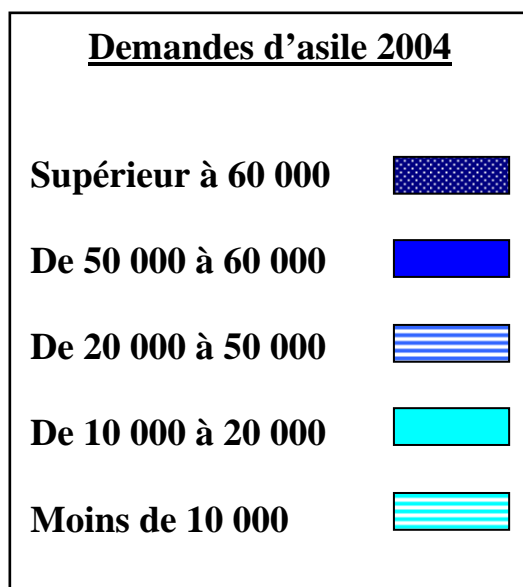 Demandes d'asile 2004
Supérieur à 60 000
De 50 000 à 60 000
De 20 000 à 50 000
De 10 000 à 20 000
Moins de 10 000